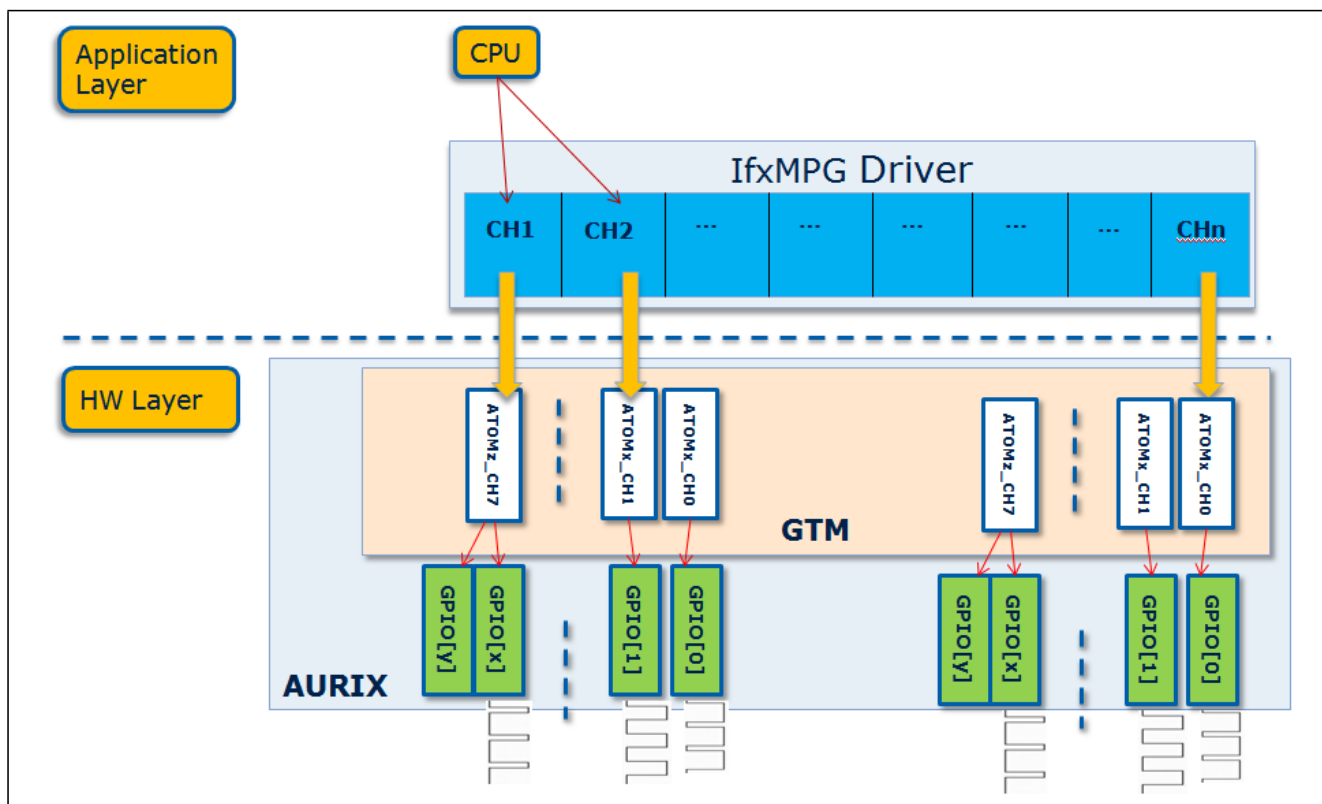 Application
Layer
CPU
IfxMPG Driver
CH1
CH2
...
...
...
...
...
CHn
HW Layer
ATOMz_CH7
ATOMx_CH1
ATOMx_CH0
ATOMz_CH7
ATOMx_CH1
ATOMx_CH0
GTM
GPIO[y]
GPIO[x]
GPIO[1]
GPIO[0]
GPIO[y]
GPIO[x]
GPIO[1]
GPIO[0]
AURIX